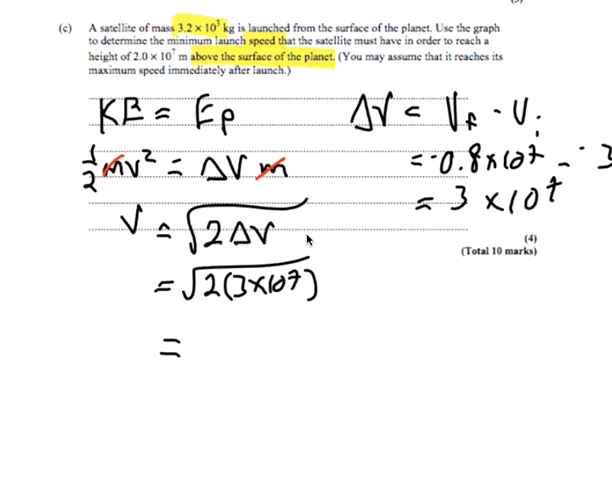 (c) A satellite of mass 3.2 × 10³ kg is launched from the surface of the planet. Use the graph
to determine the minimum launch speed that the satellite must have in order to reach a
height of 2.0 × 10⁷ m above the surface of the planet. (You may assume that it reaches its
maximum speed immediately after launch.)
KE = Ep
ΔV = Vf - Vi
½mv² = ΔV m
= -0.8×10⁷ - -3
V = √2ΔV
= 3 ×10⁷
(4)
(Total 10 marks)
= √2(3×10⁷)
=